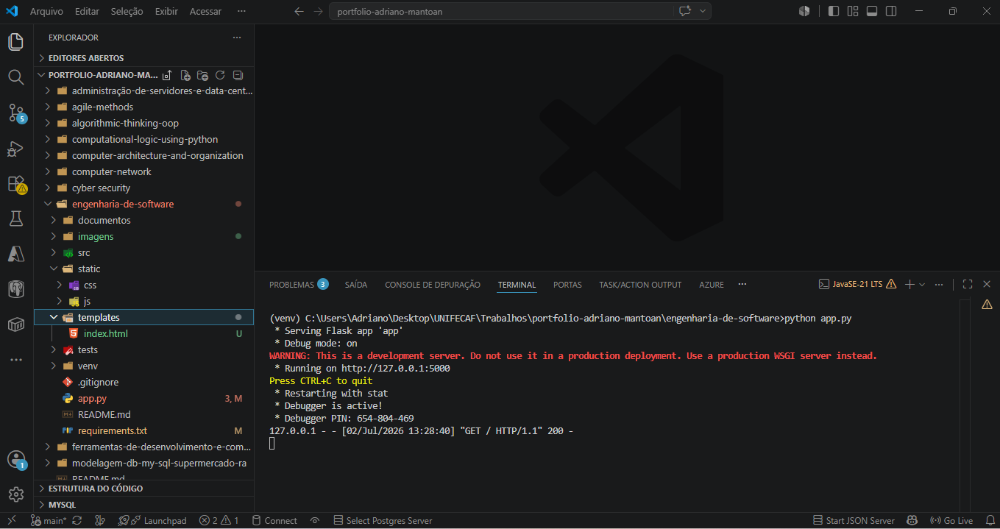 Arquivo Editar Seleção Exibir Acessar ··· portfolio-adriano-mantoan
EXPLORADOR ···
EDITORES ABERTOS
PORTFOLIO-ADRIANO-MA...
administração-de-servidores-e-data-cent...
agile-methods
algorithmic-thinking-oop
computational-logic-using-python
computer-architecture-and-organization
computer-network
cyber security
engenharia-de-software
documentos
imagens
src
static
css
js
templates
index.html U
tests
venv
.gitignore
app.py 3, M
README.md
requirements.txt M
ferramentas-de-desenvolvimento-e-com...
modelagem-db-my-sql-supermercado-ra
README.md
ESTRUTURA DO CÓDIGO
MYSQL
5
1
PROBLEMAS 3 SAÍDA CONSOLE DE DEPURAÇÃO TERMINAL PORTAS TASK/ACTION OUTPUT AZURE ··· JavaSE-21 LTS ···
(venv) C:\Users\Adriano\Desktop\UNIFECAF\Trabalhos\portfolio-adriano-mantoan\engenharia-de-software>python app.py
* Serving Flask app 'app'
* Debug mode: on
WARNING: This is a development server. Do not use it in a production deployment. Use a production WSGI server instead.
* Running on http://127.0.0.1:5000
Press CTRL+C to quit
* Restarting with stat
* Debugger is active!
* Debugger PIN: 654-804-469
127.0.0.1 - - [02/Jul/2026 13:28:40] "GET / HTTP/1.1" 200 -
main* Launchpad 2 1 Connect Select Postgres Server Start JSON Server Go Live